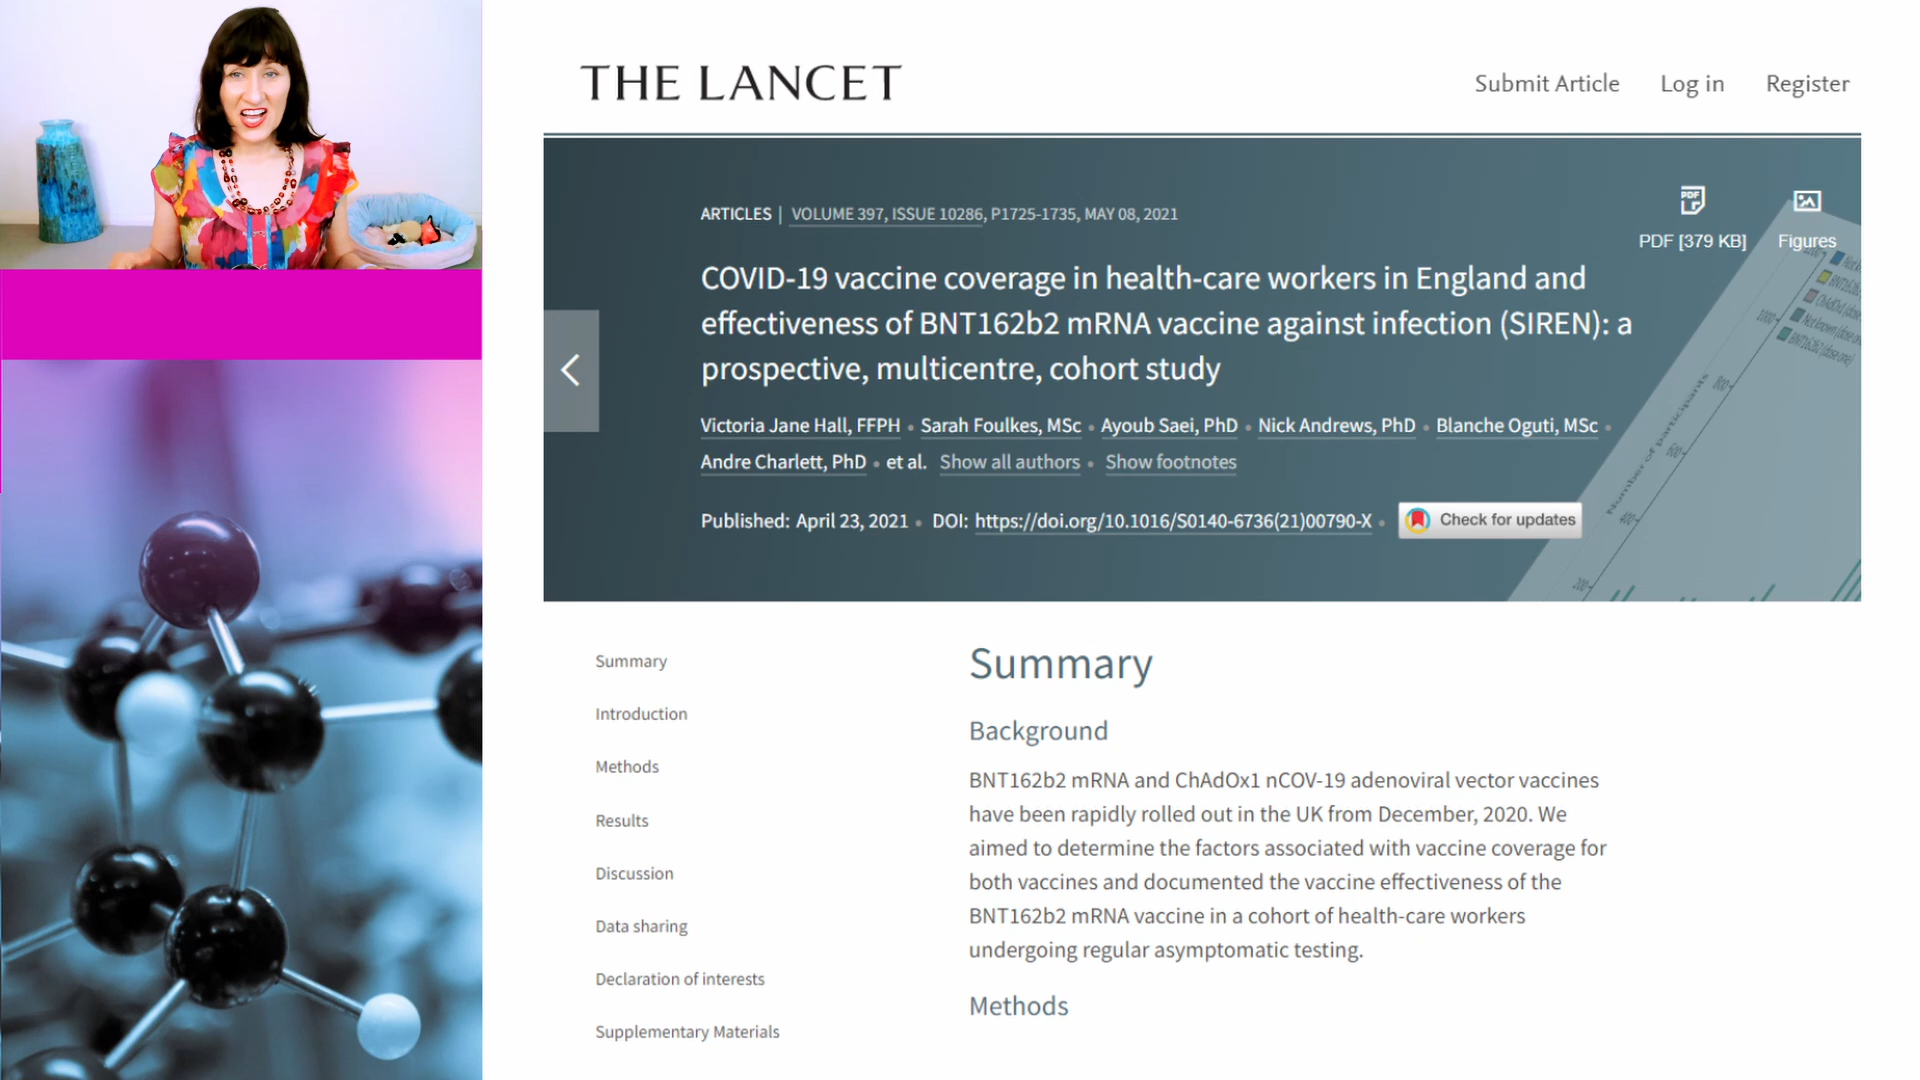 THE LANCET
Submit Article Log in Register
ARTICLES | VOLUME 397, ISSUE 10286, P1725-1735, MAY 08, 2021
PDF [379 KB] Figures
COVID-19 vaccine coverage in health-care workers in England and
effectiveness of BNT162b2 mRNA vaccine against infection (SIREN): a
prospective, multicentre, cohort study
Victoria Jane Hall, FFPH • Sarah Foulkes, MSc • Ayoub Saei, PhD • Nick Andrews, PhD • Blanche Oguti, MSc •
Andre Charlett, PhD • et al. Show all authors • Show footnotes
Published: April 23, 2021 • DOI: https://doi.org/10.1016/S0140-6736(21)00790-X • Check for updates
Number of participants
Summary
Introduction
Methods
Results
Discussion
Data sharing
Declaration of interests
Supplementary Materials
Summary
Background
BNT162b2 mRNA and ChAdOx1 nCOV-19 adenoviral vector vaccines
have been rapidly rolled out in the UK from December, 2020. We
aimed to determine the factors associated with vaccine coverage for
both vaccines and documented the vaccine effectiveness of the
BNT162b2 mRNA vaccine in a cohort of health-care workers
undergoing regular asymptomatic testing.
Methods